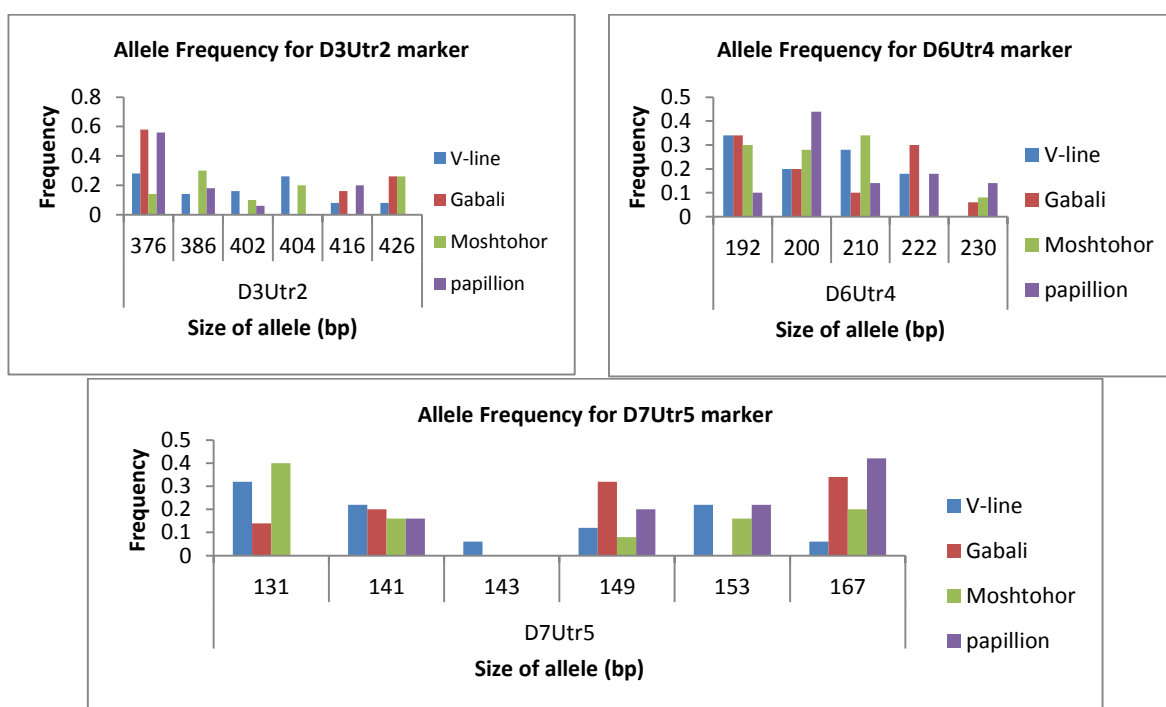 Allele Frequency for D3Utr2 marker
Frequency
0.8
0.6
0.4
0.2
0
376 386 402 404 416 426
D3Utr2
Size of allele (bp)
V-line
Gabali
Moshtohor
papillion
Allele Frequency for D6Utr4 marker
Frequency
0.5
0.4
0.3
0.2
0.1
0
192 200 210 222 230
D6Utr4
Size of allele (bp)
V-line
Gabali
Moshtohor
papillion
Allele Frequency for D7Utr5 marker
Frequency
0.5
0.4
0.3
0.2
0.1
0
131 141 143 149 153 167
D7Utr5
Size of allele (bp)
V-line
Gabali
Moshtohor
papillion